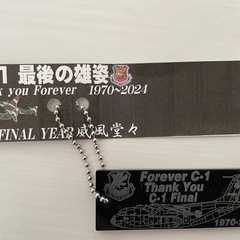 1 最後の雄姿
k you Forever 1970~2024
FINAL YEAR 威風堂々
Forever C-1
Thank You
C-1 Final
1970-